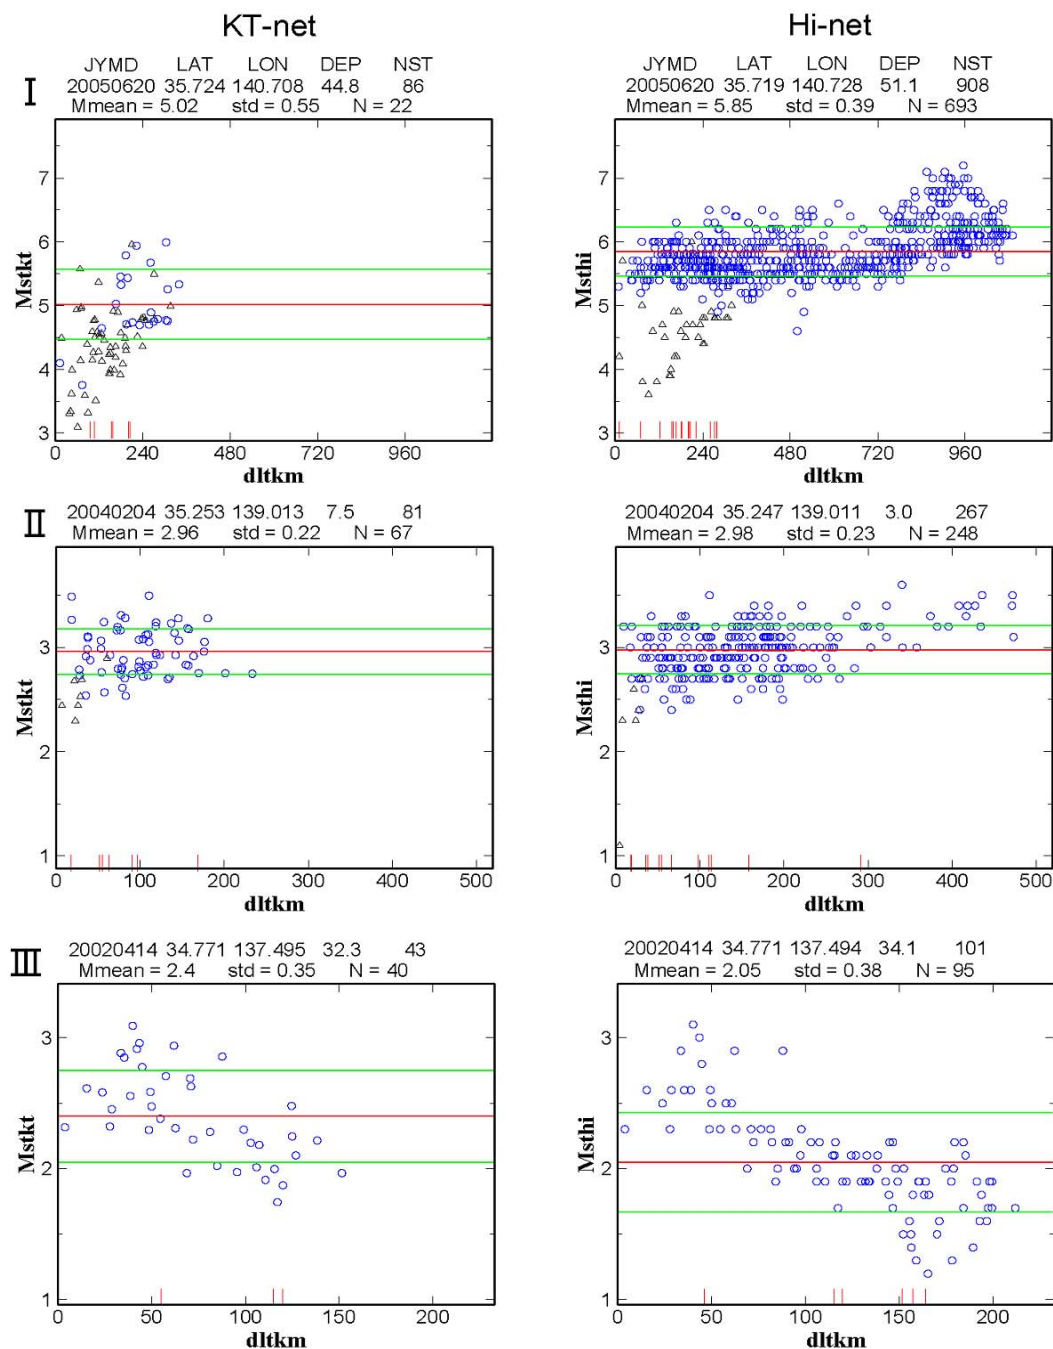 KT-net Hi-net
JYMD LAT LON DEP NST JYMD LAT LON DEP NST
I 20050620 35.724 140.708 44.8 86 20050620 35.719 140.728 51.1 908
Mmean = 5.02 std = 0.55 N = 22 Mmean = 5.85 std = 0.39 N = 693
7 7
6 6
Mstkt Msthi
5 5
4 4
3 3
0 240 480 720 960 0 240 480 720 960
dltkm dltkm
II 20040204 35.253 139.013 7.5 81 20040204 35.247 139.011 3.0 267
Mmean = 2.96 std = 0.22 N = 67 Mmean = 2.98 std = 0.23 N = 248
3 3
Mstkt Msthi
2 2
1 1
0 100 200 300 400 500 0 100 200 300 400 500
dltkm dltkm
III 20020414 34.771 137.495 32.3 43 20020414 34.771 137.494 34.1 101
Mmean = 2.4 std = 0.35 N = 40 Mmean = 2.05 std = 0.38 N = 95
3 3
Mstkt Msthi
2 2
1 1
0 50 100 150 200 0 50 100 150 200
dltkm dltkm